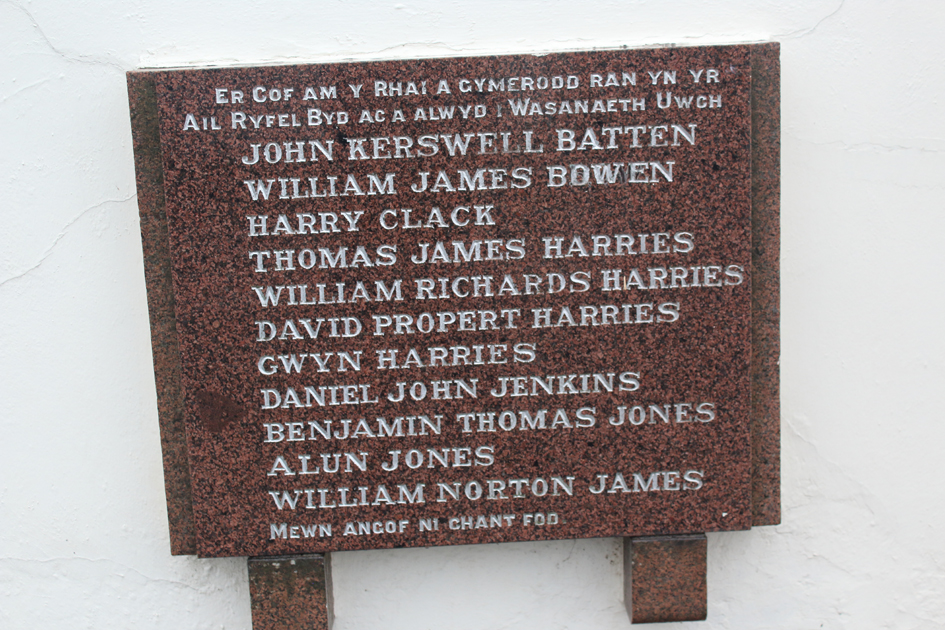 ER COF AM Y RHAI A GYMERODD RAN YN YR
AIL RYFEL BYD AC A ALWYD I WASANAETH UWCH
JOHN KERSWELL BATTEN
WILLIAM JAMES BOWEN
HARRY CLACK
THOMAS JAMES HARRIES
WILLIAM RICHARDS HARRIES
DAVID PROPERT HARRIES
GWYN HARRIES
DANIEL JOHN JENKINS
BENJAMIN THOMAS JONES
ALUN JONES
WILLIAM NORTON JAMES
MEWN ANGOF NI CHANT FOD.